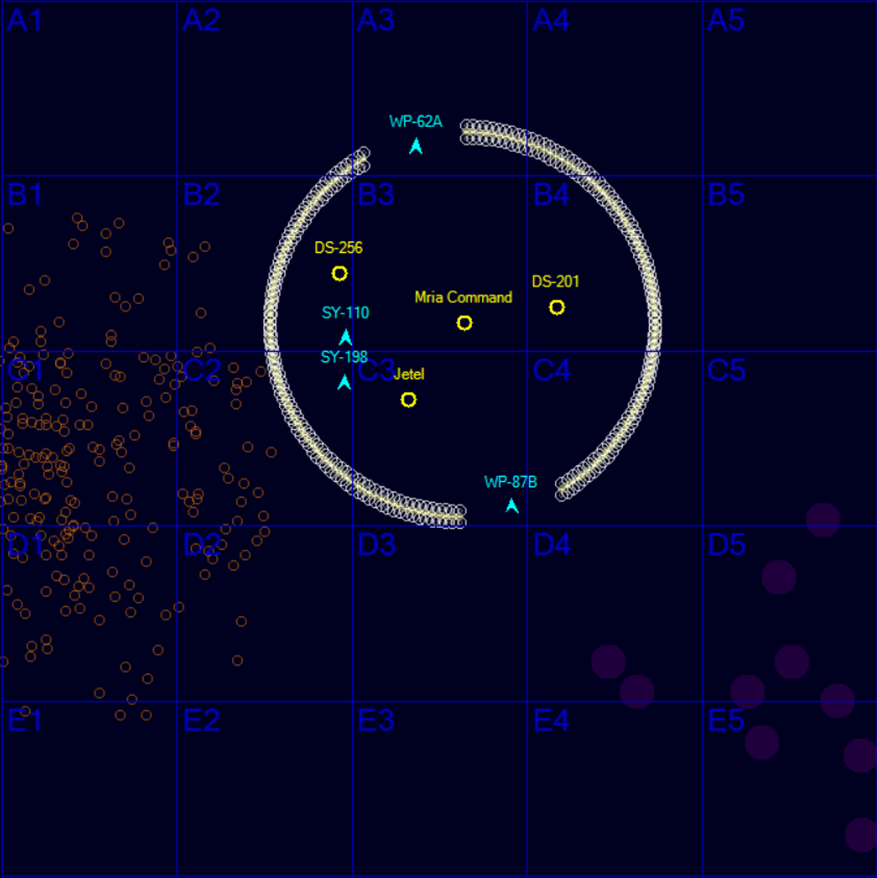 A1
A2
A3
A4
A5
WP-62A
B1
B2
B3
B4
B5
DS-256
DS-201
Mria Command
SY-110
SY-198
C1
C2
C3
C4
C5
Jetel
WP-87B
D1
D2
D3
D4
D5
E1
E2
E3
E4
E5